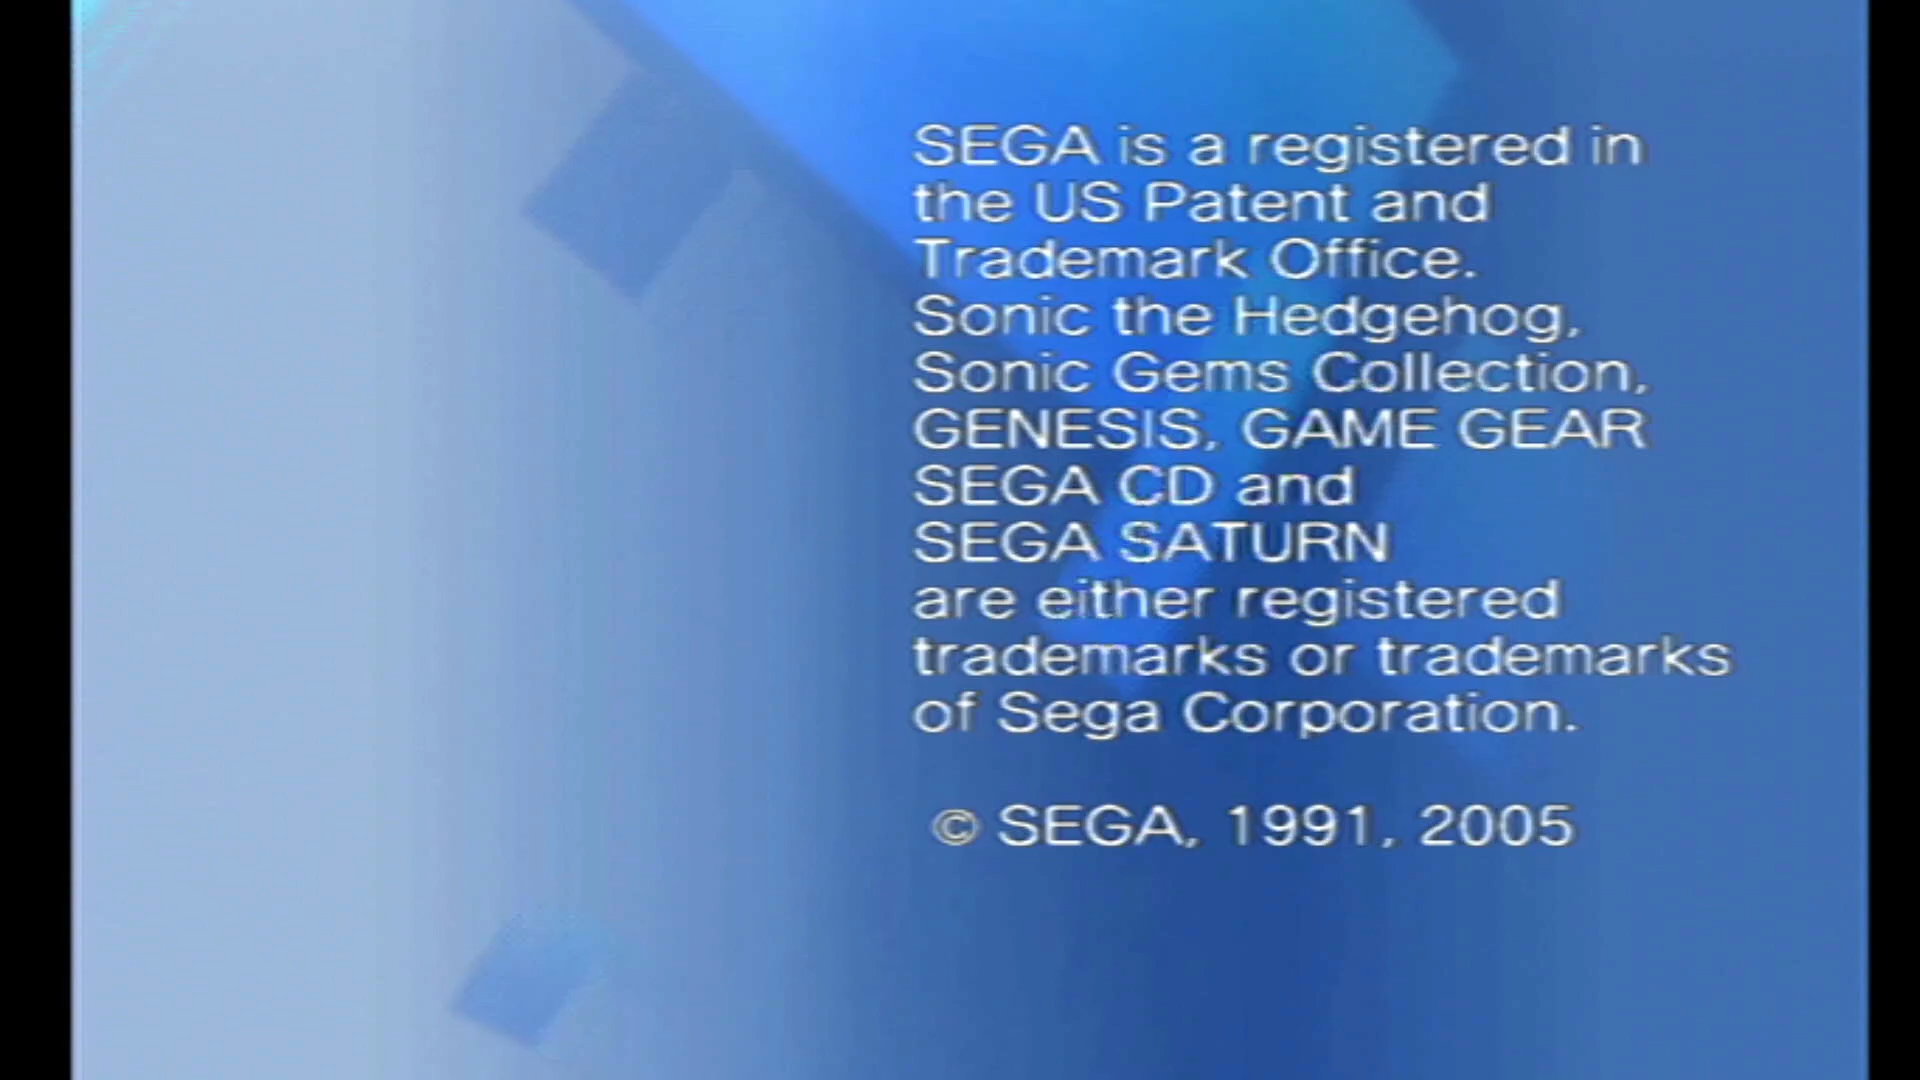 SEGA is a registered in
the US Patent and
Trademark Office.
Sonic the Hedgehog,
Sonic Gems Collection,
GENESIS, GAME GEAR
SEGA CD and
SEGA SATURN
are either registered
trademarks or trademarks
of Sega Corporation.
© SEGA, 1991, 2005